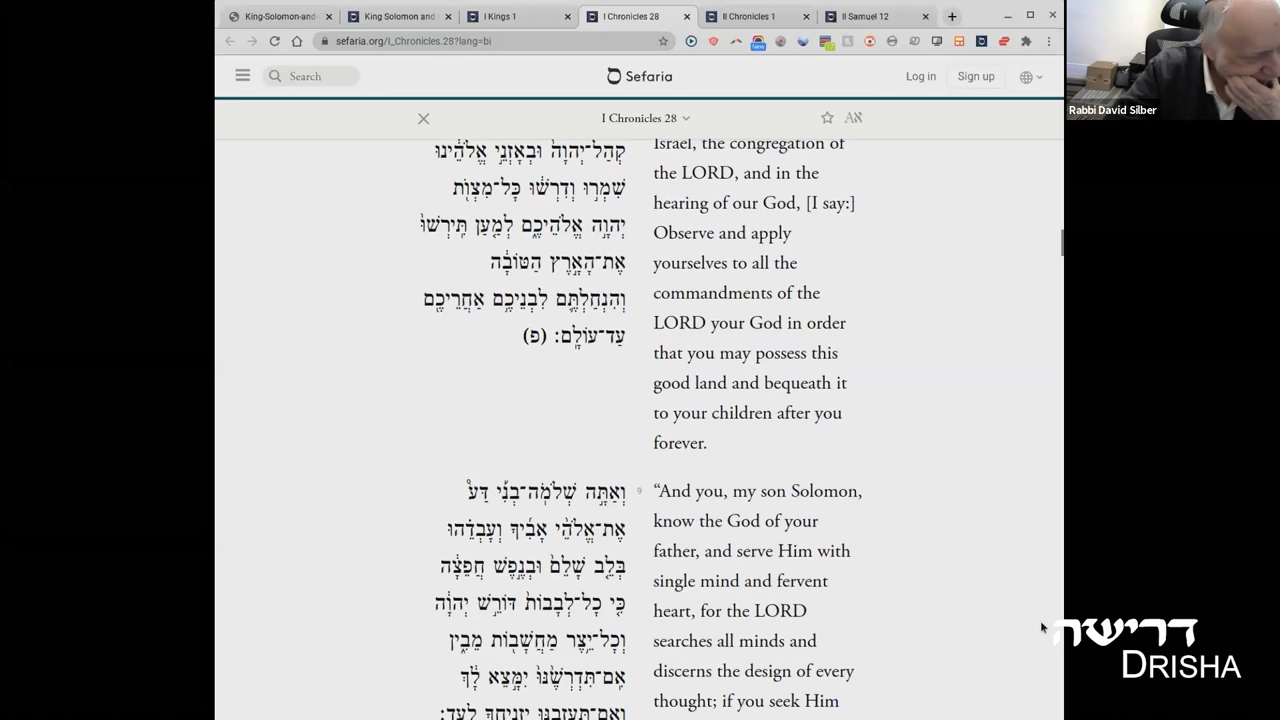 King-Solomon-and-
King Solomon and
I Kings 1
I Chronicles 28
II Chronicles 1
II Samuel 12
sefaria.org/I_Chronicles.28?lang=bi
Search
Sefaria
Log in
Sign up
I Chronicles 28
Rabbi David Silber
קְהַל־יְהוָה֙ וּבְאָזְנֵ֣י אֱלֹהֵ֔ינוּ
שִׁמְר֣וּ וְדִרְשׁ֔וּ כָּל־מִצְוֺ֖ת
יְהוָ֣ה אֱלֹהֵיכֶ֑ם לְמַ֤עַן תִּֽירְשׁוּ֙
אֶת־הָאָ֣רֶץ הַטּוֹבָ֔ה
וְהִנְחַלְתֶּ֛ם לִבְנֵיכֶ֥ם אַחֲרֵיכֶ֖ם
עַד־עוֹלָֽם׃ (פ)
Israel, the congregation of
the LORD, and in the
hearing of our God, [I say:]
Observe and apply
yourselves to all the
commandments of the
LORD your God in order
that you may possess this
good land and bequeath it
to your children after you
forever.
וְאַתָּ֣ה שְׁלֹמֹֽה־בְנִ֡י דַּע֩
אֶת־אֱלֹהֵ֨י אָבִ֜יךָ וְעָבְדֵ֗הוּ
בְּלֵ֤ב שָׁלֵם֙ וּבְנֶ֣פֶשׁ חֲפֵצָ֔ה
כִּ֤י כָל־לְבָבוֹת֙ דּוֹרֵ֣שׁ יְהוָ֔ה
וְכָל־יֵ֥צֶר מַחֲשָׁב֖וֹת מֵבִ֑ין
אִֽם־תִּדְרְשֶׁ֙נּוּ֙ יִמָּ֣צֵא לָ֔ךְ
וְאִם־תַּֽעַזְבֶ֖נּוּ יַזְנִיחֲךָ֥ לָעַֽד׃
9
“And you, my son Solomon,
know the God of your
father, and serve Him with
single mind and fervent
heart, for the LORD
searches all minds and
discerns the design of every
thought; if you seek Him
דרישה
DRISHA